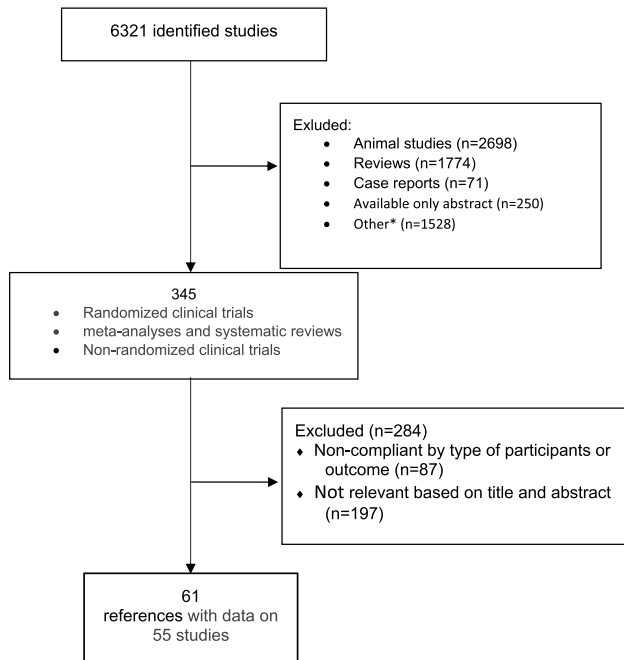 6321 identified studies
Exluded:
• Animal studies (n=2698)
• Reviews (n=1774)
• Case reports (n=71)
• Available only abstract (n=250)
• Other* (n=1528)
345
• Randomized clinical trials
• meta-analyses and systematic reviews
• Non-randomized clinical trials
Excluded (n=284)
♦ Non-compliant by type of participants or
outcome (n=87)
♦ Not relevant based on title and abstract
(n=197)
61
references with data on
55 studies